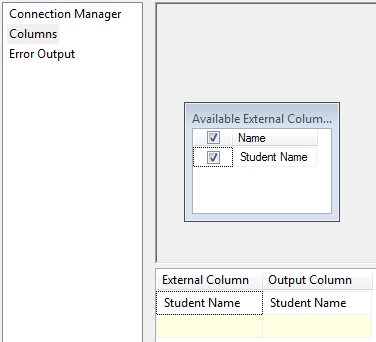 Connection Manager
Columns
Error Output
Available External Colum...
Name
Student Name
External Column Output Column
Student Name Student Name